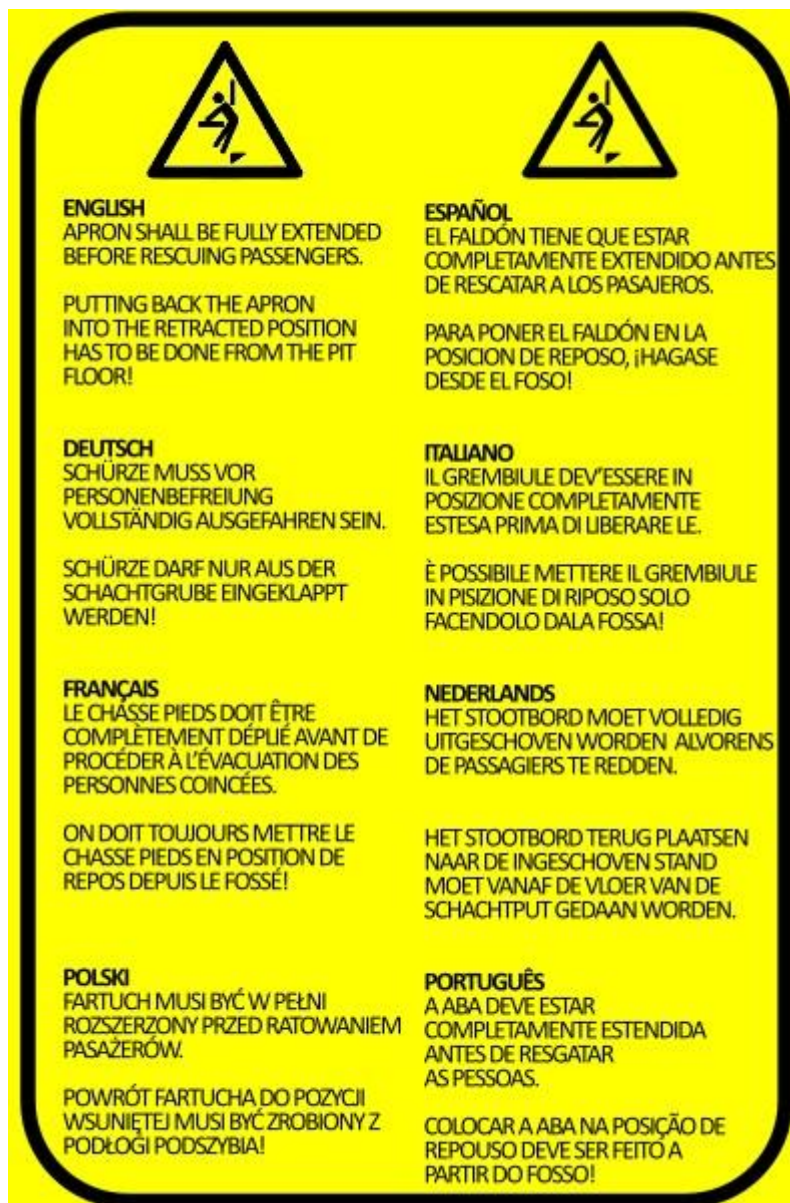 ENGLISH
APRON SHALL BE FULLY EXTENDED
BEFORE RESCUING PASSENGERS.
PUTTING BACK THE APRON
INTO THE RETRACTED POSITION
HAS TO BE DONE FROM THE PIT
FLOOR!
DEUTSCH
SCHÜRZE MUSS VOR
PERSONENBEFREIUNG
VOLLSTÄNDIG AUSGEFAHREN SEIN.
SCHÜRZE DARF NUR AUS DER
SCHACHTGRUBE EINGEKLAPPT
WERDEN!
FRANÇAIS
LE CHASSE PIEDS DOIT ÊTRE
COMPLÈTEMENT DÉPLIÉ AVANT DE
PROCÉDER À L'ÉVACUATION DES
PERSONNES COINCÉES.
ON DOIT TOUJOURS METTRE LE
CHASSE PIEDS EN POSITION DE
REPOS DEPUIS LE FOSSÉ!
POLSKI
FARTUCH MUSI BYĆ W PEŁNI
ROZSZERZONY PRZED RATOWANIEM
PASAŻERÓW.
POWRÓT FARTUCHA DO POZYCJI
WSUNIĘTEJ MUSI BYĆ ZROBIONY Z
PODŁOGI PODSZYBIA!
ESPAÑOL
EL FALDÓN TIENE QUE ESTAR
COMPLETAMENTE EXTENDIDO ANTES
DE RESCATAR A LOS PASAJEROS.
PARA PONER EL FALDÓN EN LA
POSICION DE REPOSO, ¡HAGASE
DESDE EL FOSO!
ITALIANO
IL GREMBIULE DEV'ESSERE IN
POSIZIONE COMPLETAMENTE
ESTESA PRIMA DI LIBERARE LE.
È POSSIBILE METTERE IL GREMBIULE
IN PISIZIONE DI RIPOSO SOLO
FACENDOLO DALA FOSSA!
NEDERLANDS
HET STOOTBORD MOET VOLLEDIG
UITGESCHOVEN WORDEN ALVORENS
DE PASSAGIERS TE REDDEN.
HET STOOTBORD TERUG PLAATSEN
NAAR DE INGESCHOVEN STAND
MOET VANAF DE VLOER VAN DE
SCHACHTPUT GEDAAN WORDEN.
PORTUGUÊS
A ABA DEVE ESTAR
COMPLETAMENTE ESTENDIDA
ANTES DE RESGATAR
AS PESSOAS.
COLOCAR A ABA NA POSIÇÃO DE
REPOUSO DEVE SER FEITO A
PARTIR DO FOSSO!